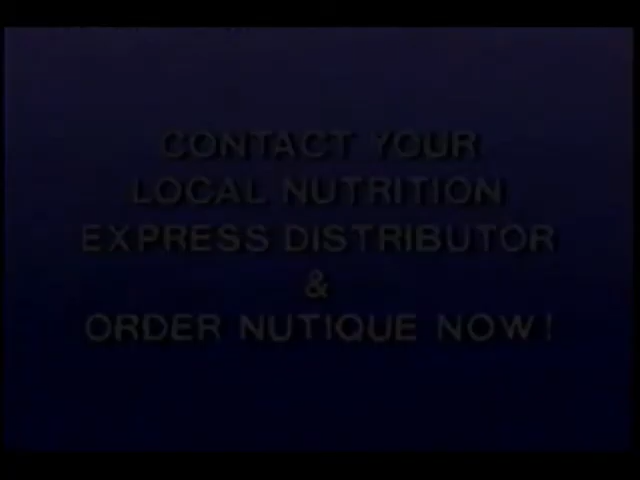 CONTACT YOUR
LOCAL NUTRITION
EXPRESS DISTRIBUTOR
&
ORDER NUTIQUE NOW!